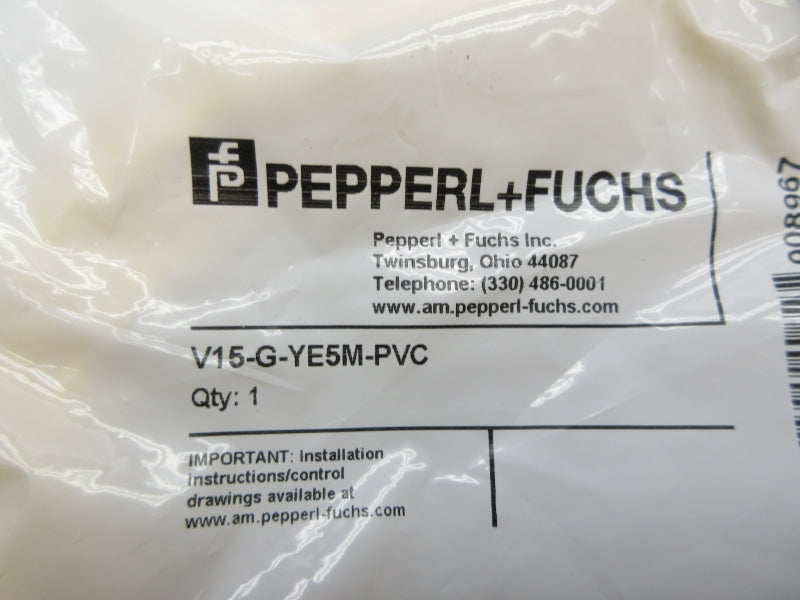 PEPPERL+FUCHS
Pepperl + Fuchs Inc.
Twinsburg, Ohio 44087
Telephone: (330) 486-0001
www.am.pepperl-fuchs.com
V15-G-YE5M-PVC
Qty: 1
IMPORTANT: Installation
instructions/control
drawings available at
www.am.pepperl-fuchs.com